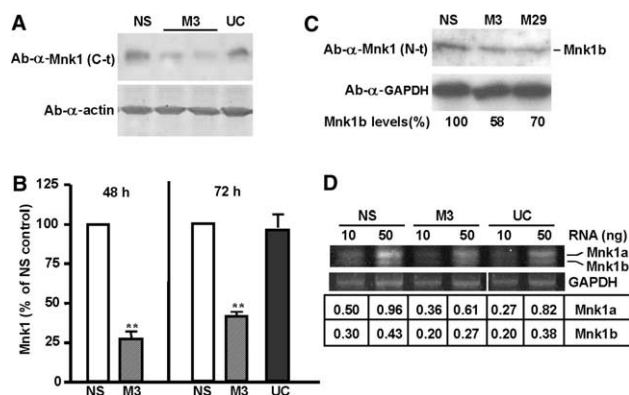 A
NS M3 UC
Ab-α-Mnk1 (C-t)
Ab-α-actin
C
NS M3 M29
Ab-α-Mnk1 (N-t)
Mnk1b
Ab-α-GAPDH
Mnk1b levels(%) 100 58 70
B
Mnk1 (% of NS control)
125
100
75
50
25
0
48 h 72 h
**
**
NS M3 NS M3 UC
D
NS M3 UC
10 50 10 50 10 50 RNA (ng)
Mnk1a
Mnk1b
GAPDH
0.50 0.96 0.36 0.61 0.27 0.82 Mnk1a
0.30 0.43 0.20 0.27 0.20 0.38 Mnk1b